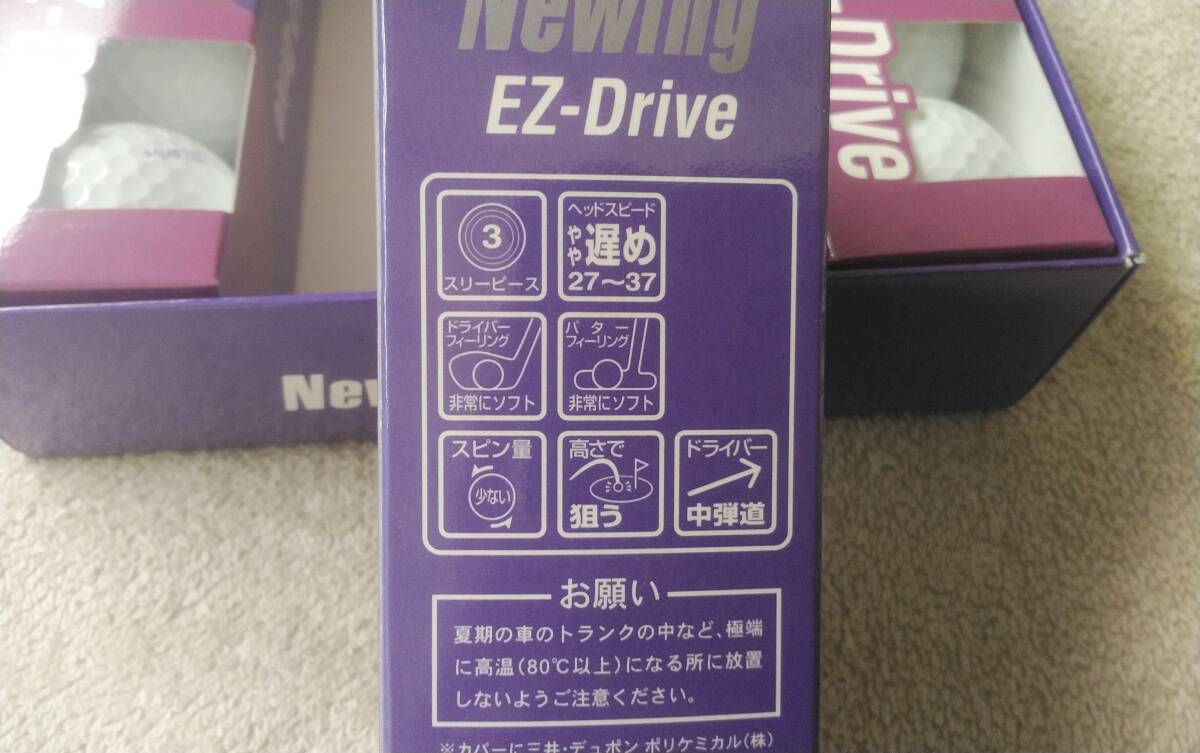 Newing
EZ-Drive
3
スリーピース
ヘッドスピード
やや遅め
27～37
ドライバー
フィーリング
非常にソフト
パター
フィーリング
非常にソフト
スピン量
少ない
高さで
狙う
ドライバー
中弾道
お願い
夏期の車のトランクの中など、極端
に高温(80℃以上)になる所に放置
しないようご注意ください。
※カバーに三井・デュポン ポリケミカル(株)
New
Drive